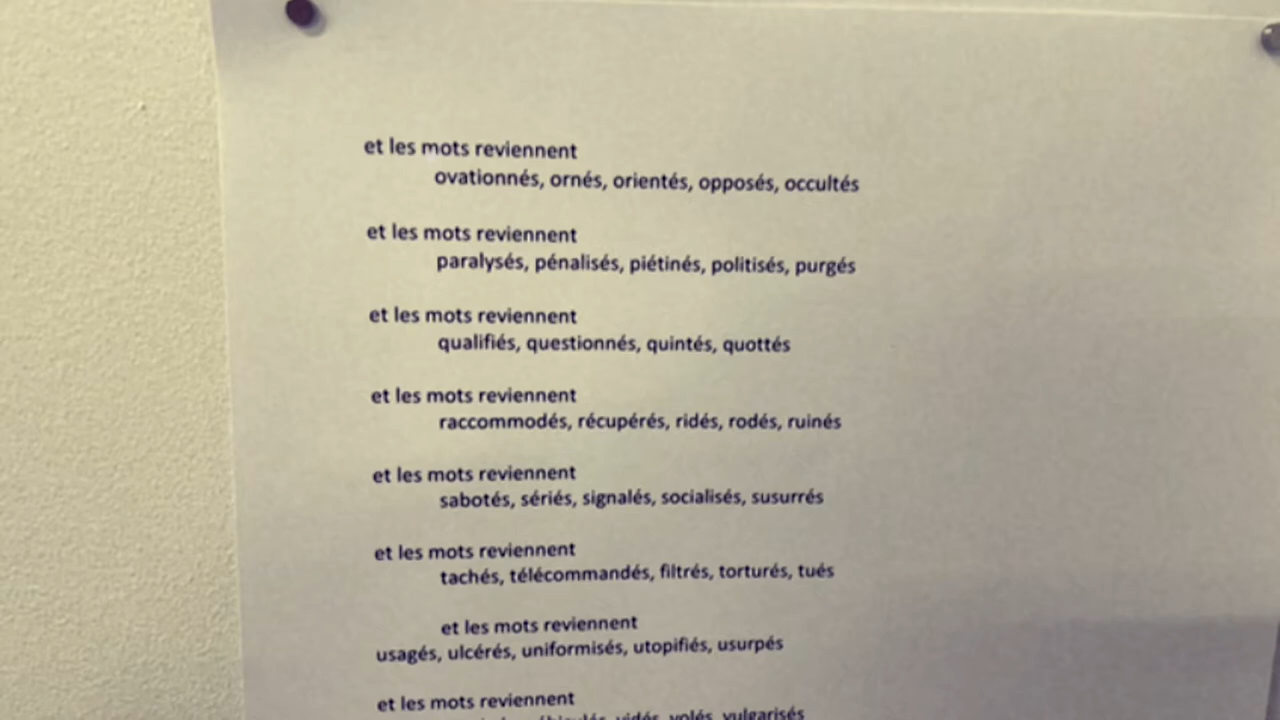 et les mots reviennent
ovationnés, ornés, orientés, opposés, occultés
et les mots reviennent
paralysés, pénalisés, piétinés, politisés, purgés
et les mots reviennent
qualifiés, questionnés, quintés, quottés
et les mots reviennent
raccommodés, récupérés, ridés, rodés, ruinés
et les mots reviennent
sabotés, sériés, signalés, socialisés, susurrés
et les mots reviennent
tachés, télécommandés, filtrés, torturés, tués
et les mots reviennent
usagés, ulcérés, uniformisés, utopifiés, usurpés
et les mots reviennent
vidés, volés, vulgarisés